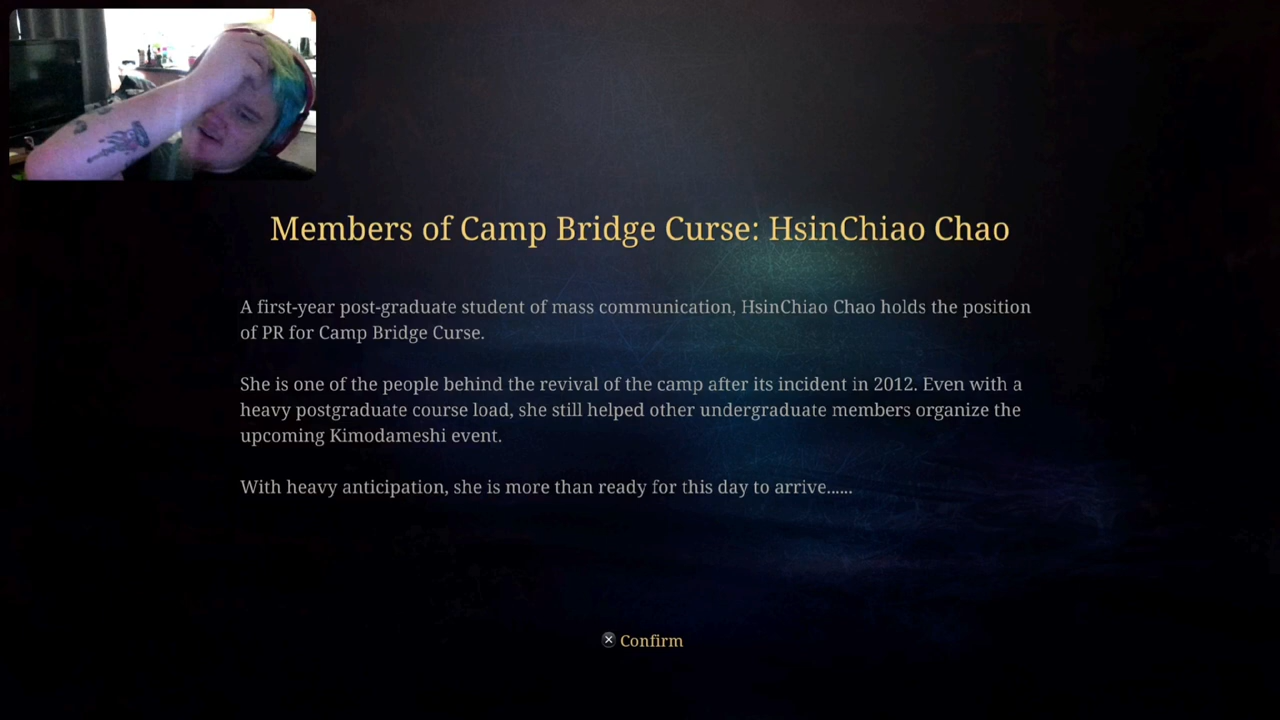 Members of Camp Bridge Curse: HsinChiao Chao
A first-year post-graduate student of mass communication, HsinChiao Chao holds the position
of PR for Camp Bridge Curse.
She is one of the people behind the revival of the camp after its incident in 2012. Even with a
heavy postgraduate course load, she still helped other undergraduate members organize the
upcoming Kimodameshi event.
With heavy anticipation, she is more than ready for this day to arrive......
Confirm